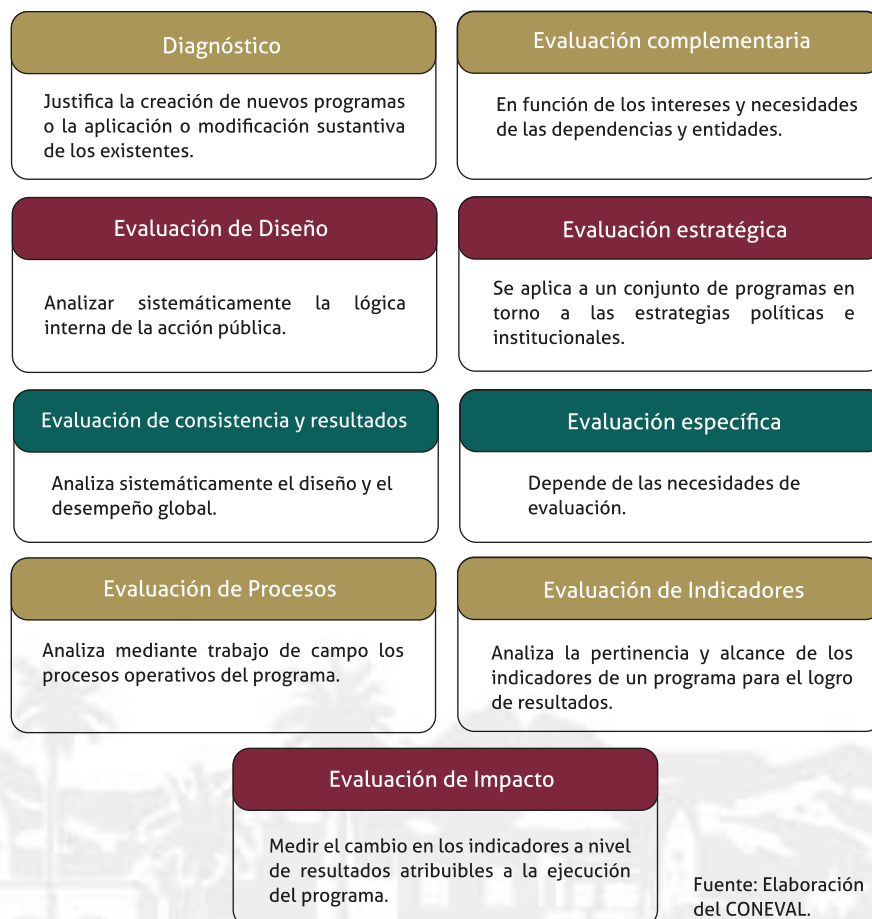 Diagnóstico
Justifica la creación de nuevos programas
o la aplicación o modificación sustantiva
de los existentes.
Evaluación complementaria
En función de los intereses y necesidades
de las dependencias y entidades.
Evaluación de Diseño
Analizar sistemáticamente la lógica
interna de la acción pública.
Evaluación estratégica
Se aplica a un conjunto de programas en
torno a las estrategias políticas e
institucionales.
Evaluación de consistencia y resultados
Analiza sistemáticamente el diseño y el
desempeño global.
Evaluación específica
Depende de las necesidades de
evaluación.
Evaluación de Procesos
Analiza mediante trabajo de campo los
procesos operativos del programa.
Evaluación de Indicadores
Analiza la pertinencia y alcance de los
indicadores de un programa para el logro
de resultados.
Evaluación de Impacto
Medir el cambio en los indicadores a nivel
de resultados atribuibles a la ejecución
del programa.
Fuente: Elaboración
del CONEVAL.